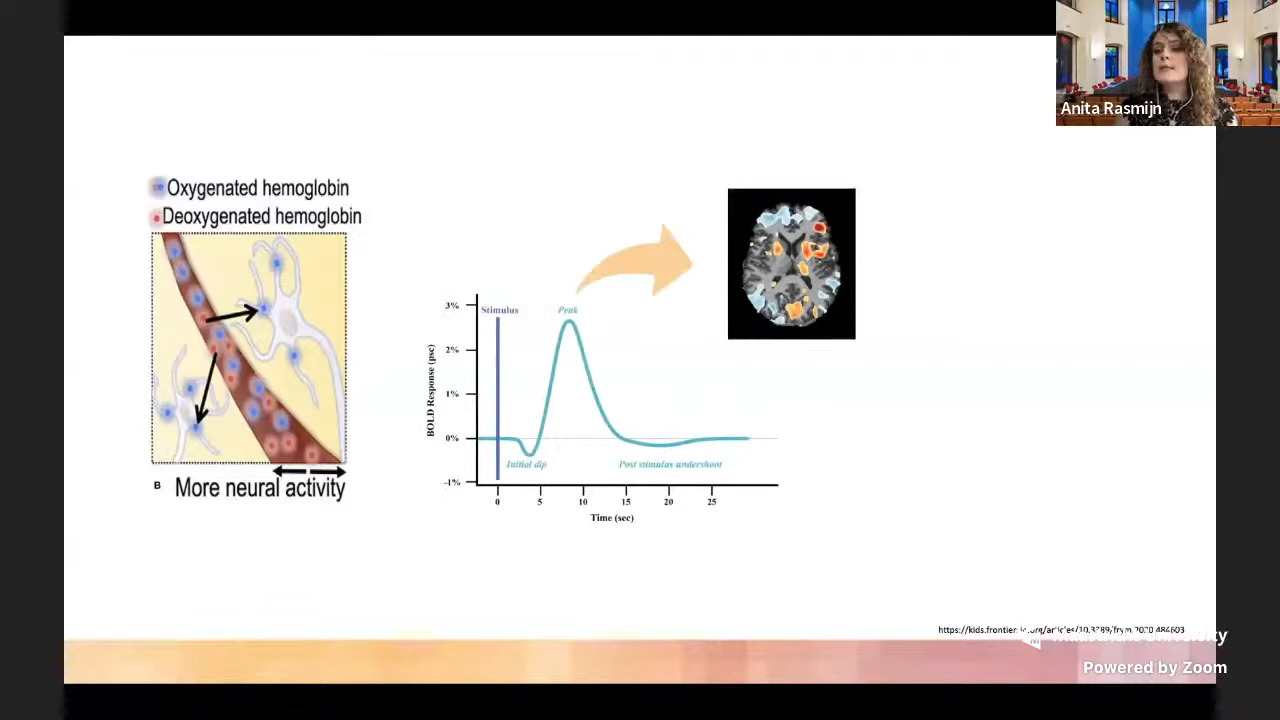 Anita Rasmijn
Oxygenated hemoglobin
Deoxygenated hemoglobin
B More neural activity
3%
2%
1%
0%
-1%
BOLD Response (psc)
Stimulus
Peak
Initial dip
Post stimulus undershoot
0 5 10 15 20 25
Time (sec)
Powered by Zoom